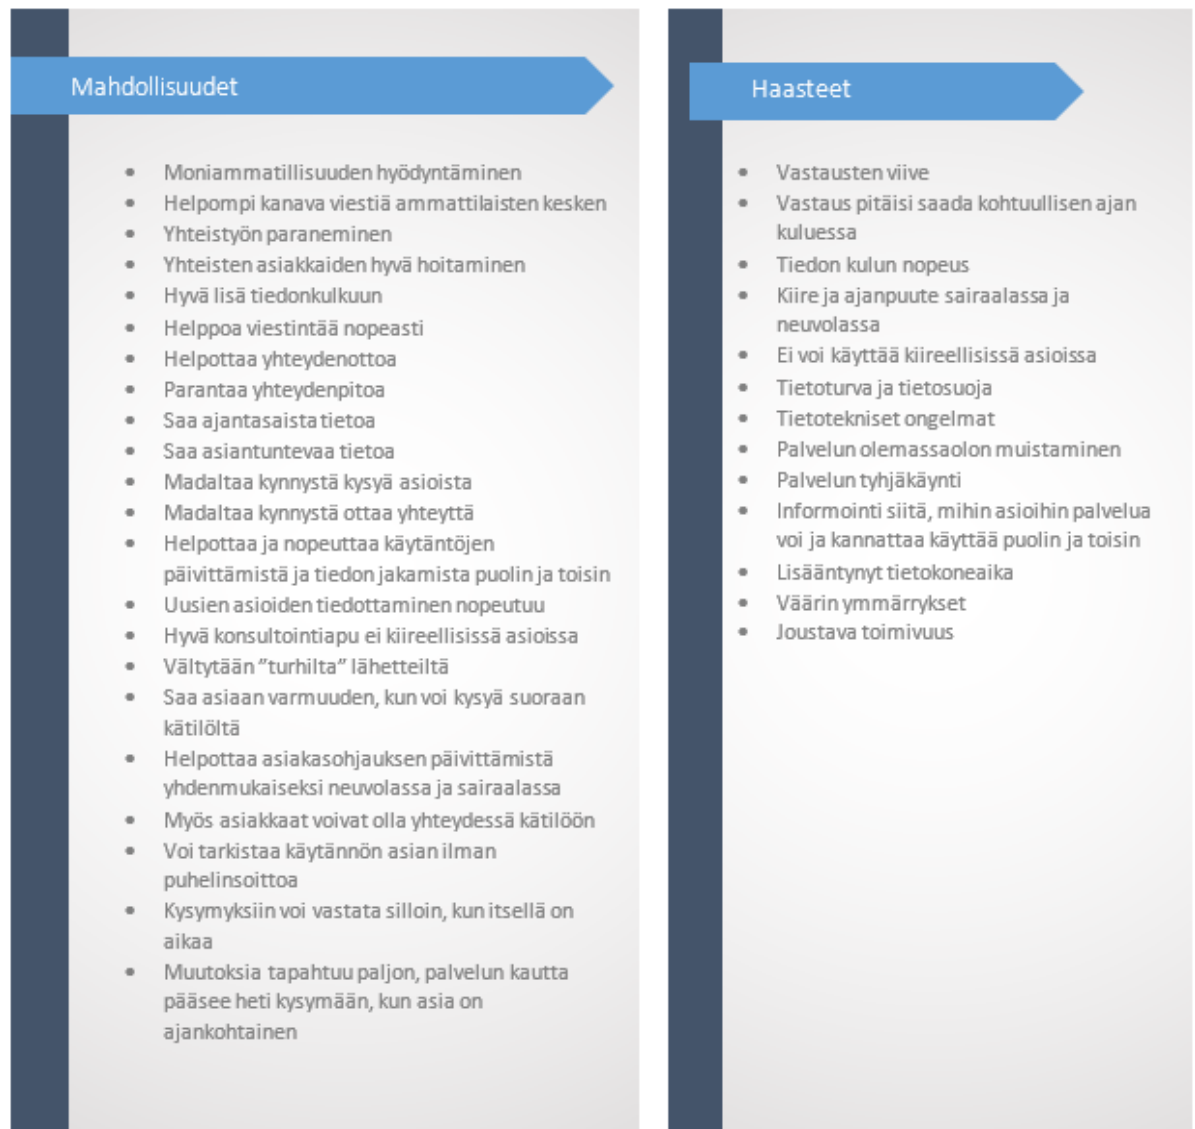 Mahdollisuudet
• Moniammatillisuuden hyödyntäminen
• Helpompi kanava viestiä ammattilaisten kesken
• Yhteistyön paraneminen
• Yhteisten asiakkaiden hyvä hoitaminen
• Hyvä lisä tiedonkulkuun
• Helppoa viestintää nopeasti
• Helpottaa yhteydenottoa
• Parantaa yhteydenpitoa
• Saa ajantasaista tietoa
• Saa asiantuntevaa tietoa
• Madaltaa kynnystä kysyä asioista
• Madaltaa kynnystä ottaa yhteyttä
• Helpottaa ja nopeuttaa käytäntöjen
päivittämistä ja tiedon jakamista puolin ja toisin
• Uusien asioiden tiedottaminen nopeutuu
• Hyvä konsultointiapu ei kiireellisissä asioissa
• Vältytään ”turhilta” lähetteiltä
• Saa asiaan varmuuden, kun voi kysyä suoraan
kätilöltä
• Helpottaa asiakasohjauksen päivittämistä
yhdenmukaiseksi neuvolassa ja sairaalassa
• Myös asiakkaat voivat olla yhteydessä kätilöön
• Voi tarkistaa käytännön asian ilman
puhelinsoittoa
• Kysymyksiin voi vastata silloin, kun itsellä on
aikaa
• Muutoksia tapahtuu paljon, palvelun kautta
pääsee heti kysymään, kun asia on
ajankohtainen
Haasteet
• Vastausten viive
• Vastaus pitäisi saada kohtuullisen ajan
kuluessa
• Tiedon kulun nopeus
• Kiire ja ajanpuute sairaalassa ja
neuvolassa
• Ei voi käyttää kiireellisissä asioissa
• Tietoturva ja tietosuoja
• Tietotekniset ongelmat
• Palvelun olemassaolon muistaminen
• Palvelun tyhjäkäynti
• Informointi siitä, mihin asioihin palvelua
voi ja kannattaa käyttää puolin ja toisin
• Lisääntynyt tietokoneaika
• Väärin ymmärrykset
• Joustava toimivuus